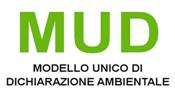 MUD
MODELLO UNICO DI
DICHIARAZIONE AMBIENTALE